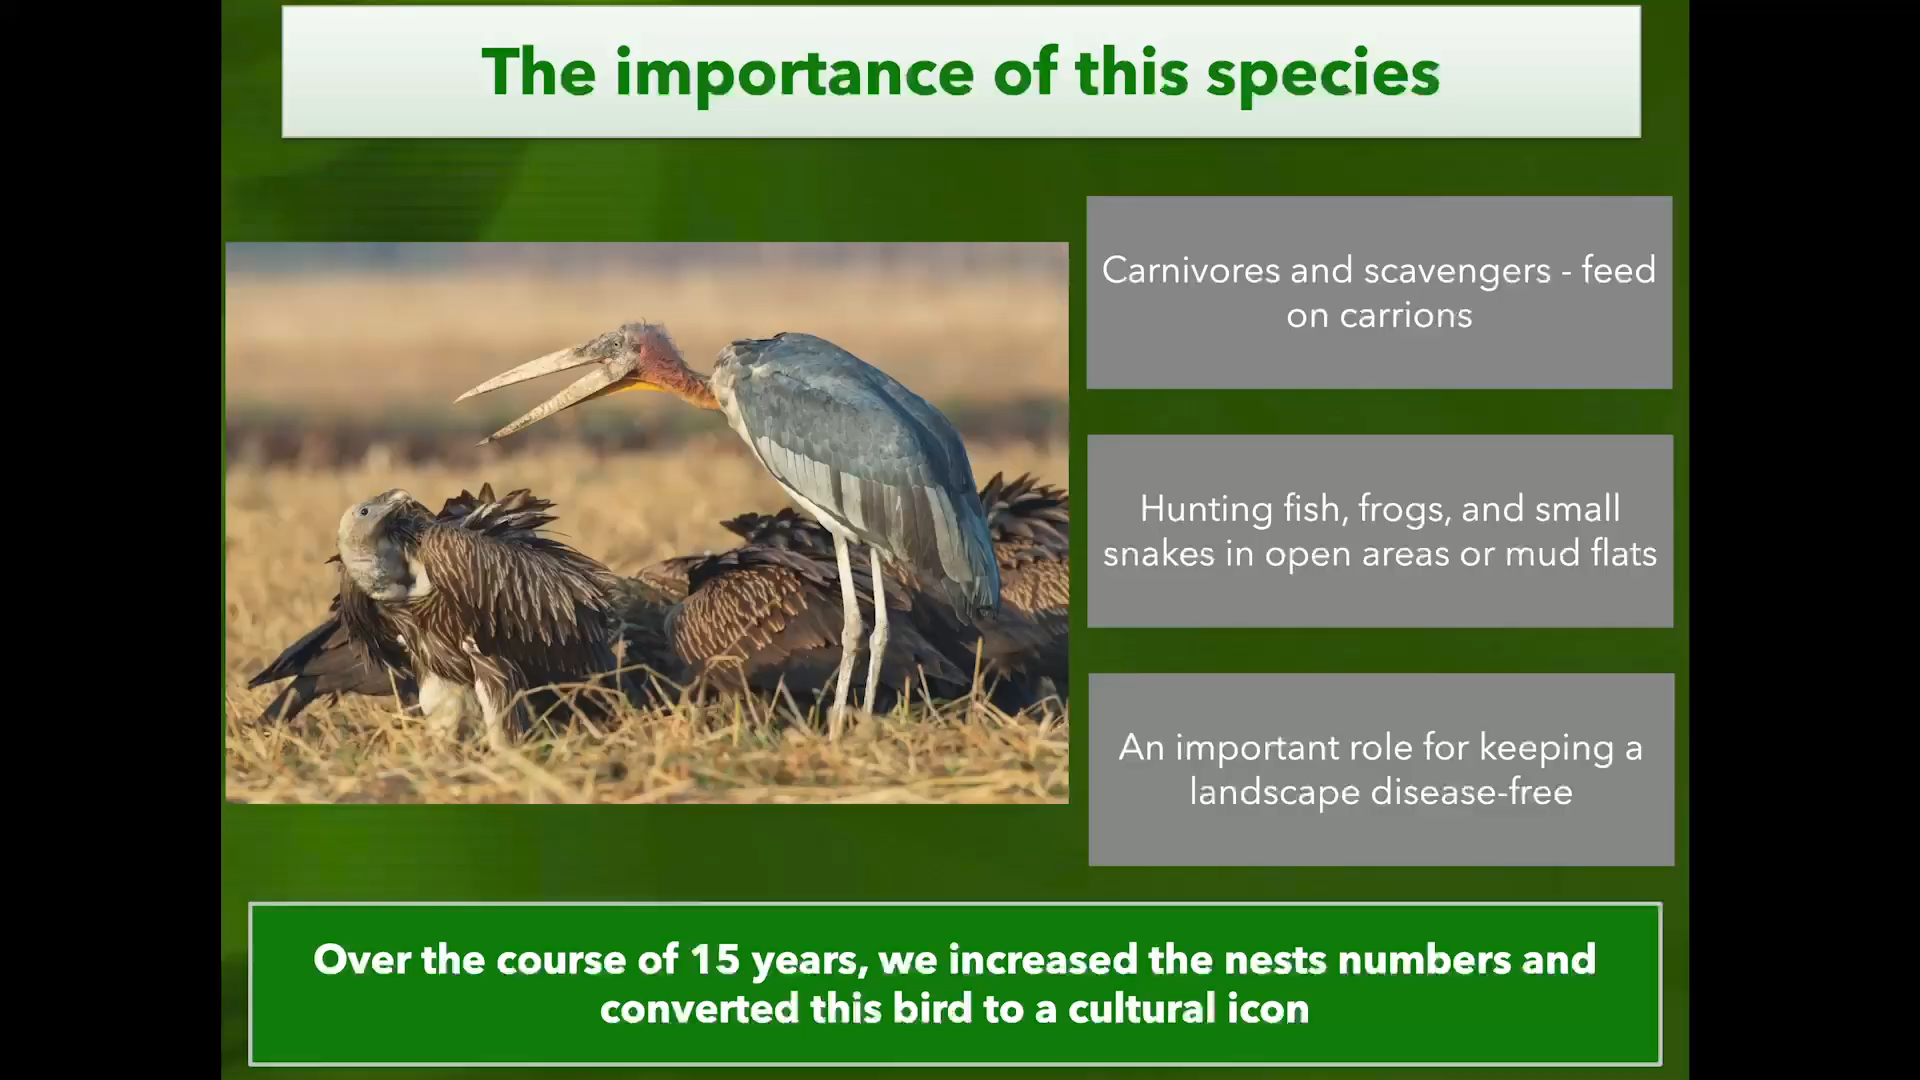 The importance of this species
Carnivores and scavengers - feed
on carrions
Hunting fish, frogs, and small
snakes in open areas or mud flats
An important role for keeping a
landscape disease-free
Over the course of 15 years, we increased the nests numbers and
converted this bird to a cultural icon